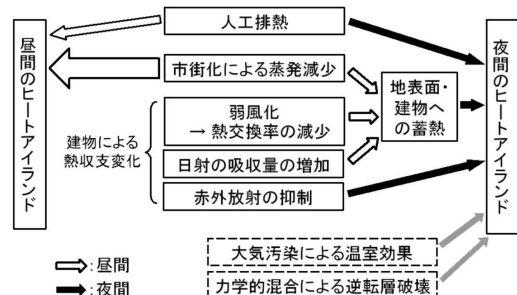 昼間のヒートアイランド
人工排熱
市街化による蒸発減少
建物による
熱収支変化
弱風化
→ 熱交換率の減少
日射の吸収量の増加
赤外放射の抑制
地表面・
建物へ
の蓄熱
夜間のヒートアイランド
大気汚染による温室効果
力学的混合による逆転層破壊
:昼間
:夜間